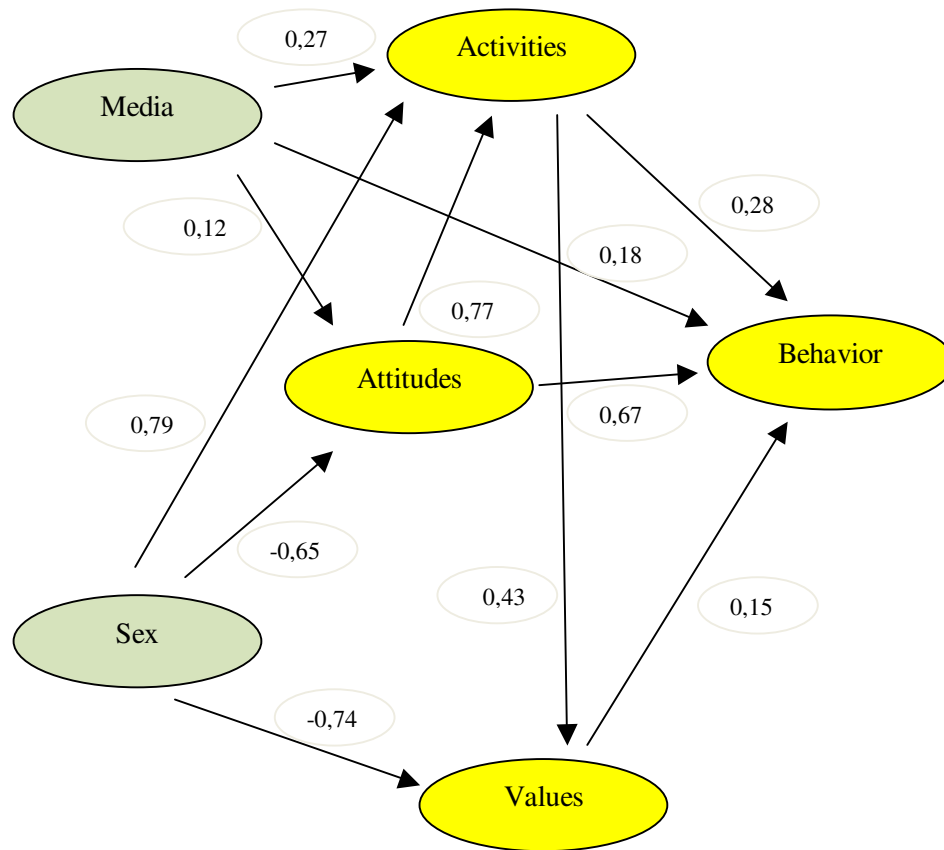 0,27
Activities
Media
0,12
0,28
0,18
0,77
Behavior
Attitudes
0,79
0,67
-0,65
0,43
0,15
Sex
-0,74
Values